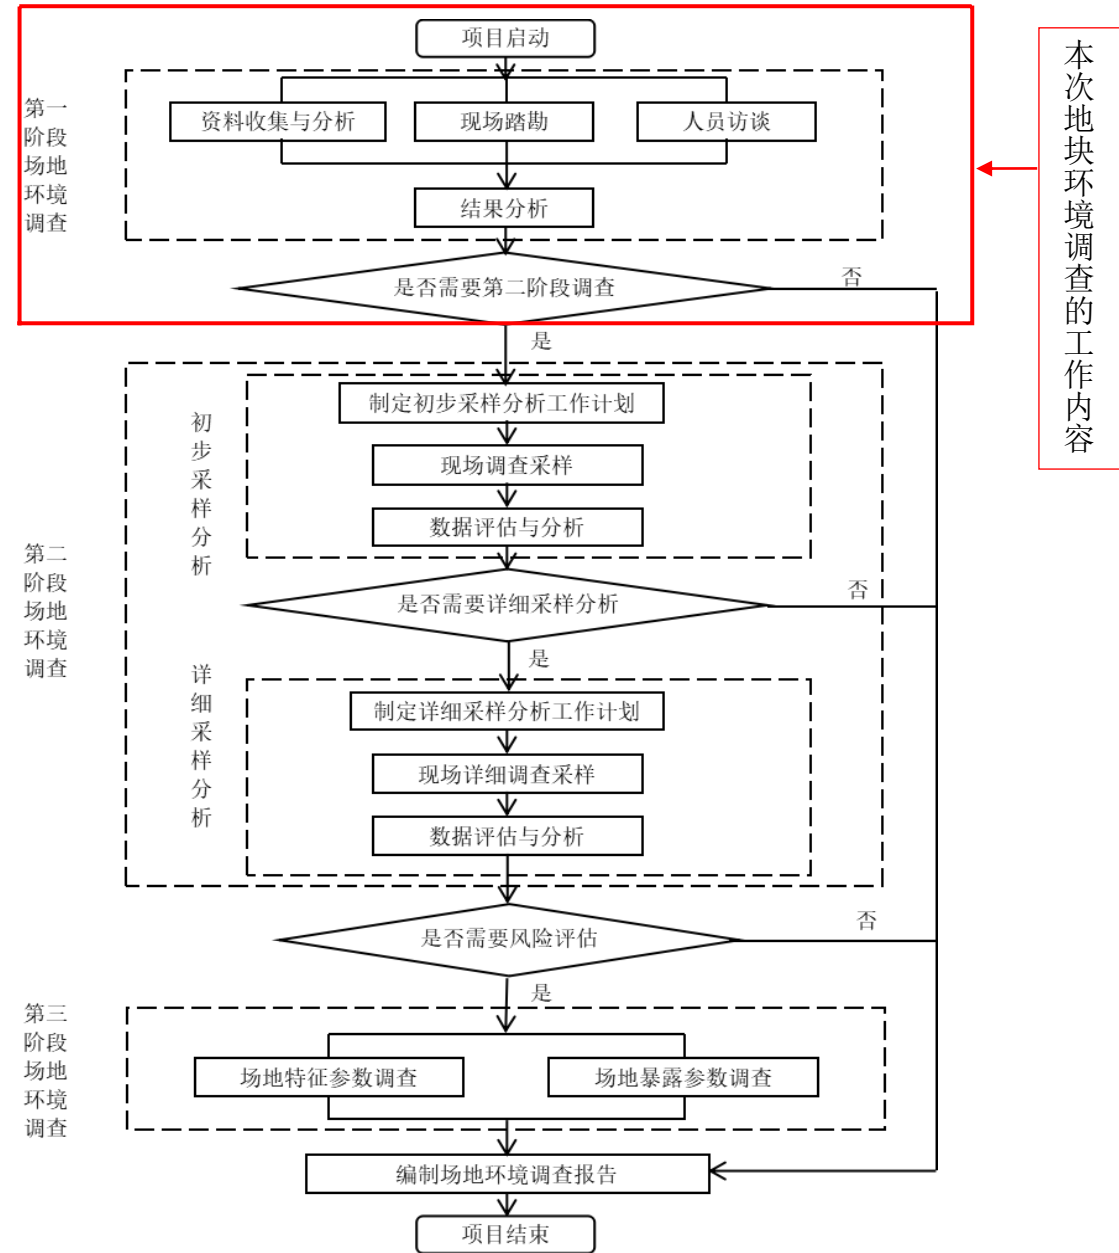 项目启动
资料收集与分析
现场踏勘
人员访谈
第一
阶段
场地
环境
调查
结果分析
是否需要第二阶段调查
否
本次地块环境调查的工作内容
是
制定初步采样分析工作计划
初步采样分析
现场调查采样
数据评估与分析
第二
阶段
场地
环境
调查
是否需要详细采样分析
否
是
详细采样分析
制定详细采样分析工作计划
现场详细调查采样
数据评估与分析
是否需要风险评估
否
是
第三
阶段
场地
环境
调查
场地特征参数调查
场地暴露参数调查
编制场地环境调查报告
项目结束